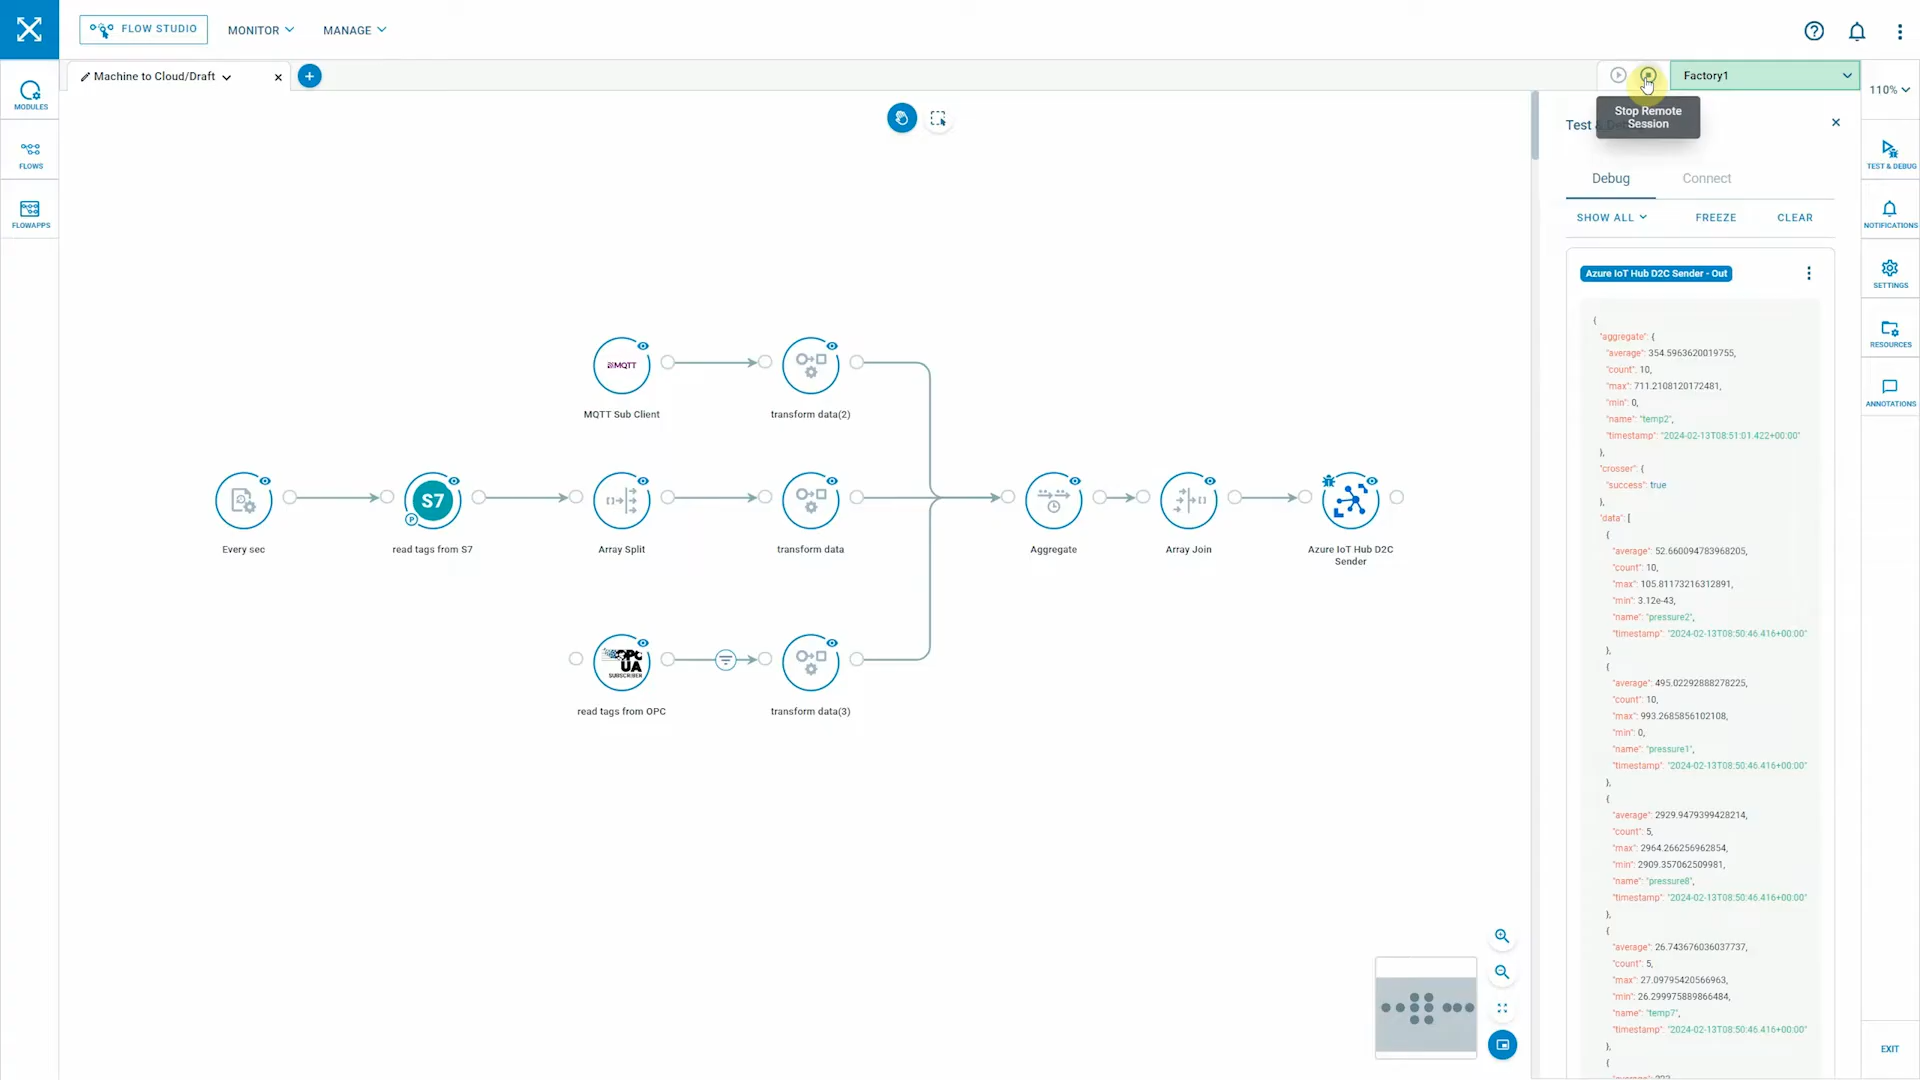 FLOW STUDIO
MONITOR
MANAGE
Machine to Cloud/Draft
Factory1
110%
Stop Remote
Session
Test &
MODULES
FLOWS
FLOWAPPS
TEST & DEBUG
NOTIFICATIONS
SETTINGS
RESOURCES
ANNOTATIONS
EXIT
Debug
Connect
SHOW ALL
FREEZE
CLEAR
MQTT
MQTT Sub Client
transform data(2)
Every sec
S7
P
read tags from S7
Array Split
transform data
Aggregate
Array Join
Azure IoT Hub D2C
Sender
OPC
UA
SUBSCRIBER
read tags from OPC
transform data(3)
Azure IoT Hub D2C Sender - Out
{
"aggregate": {
"average": 354.5963620019755,
"count": 10,
"max": 711.2108120172481,
"min": 0,
"name": "temp2",
"timestamp": "2024-02-13T08:51:01.422+00:00"
},
"crosser": {
"success": true
},
"data": [
{
"average": 52.660094783968205,
"count": 10,
"max": 105.81173216312891,
"min": 3.12e-43,
"name": "pressure2",
"timestamp": "2024-02-13T08:50:46.416+00:00"
},
{
"average": 495.02292888278225,
"count": 10,
"max": 993.2685856102108,
"min": 0,
"name": "pressure1",
"timestamp": "2024-02-13T08:50:46.416+00:00"
},
{
"average": 2929.9479399428214,
"count": 5,
"max": 2964.266256962854,
"min": 2909.357062509981,
"name": "pressure8",
"timestamp": "2024-02-13T08:50:46.416+00:00"
},
{
"average": 26.743676036037737,
"count": 5,
"max": 27.09795420566963,
"min": 26.299975889866484,
"name": "temp7",
"timestamp": "2024-02-13T08:50:46.416+00:00"
},
{